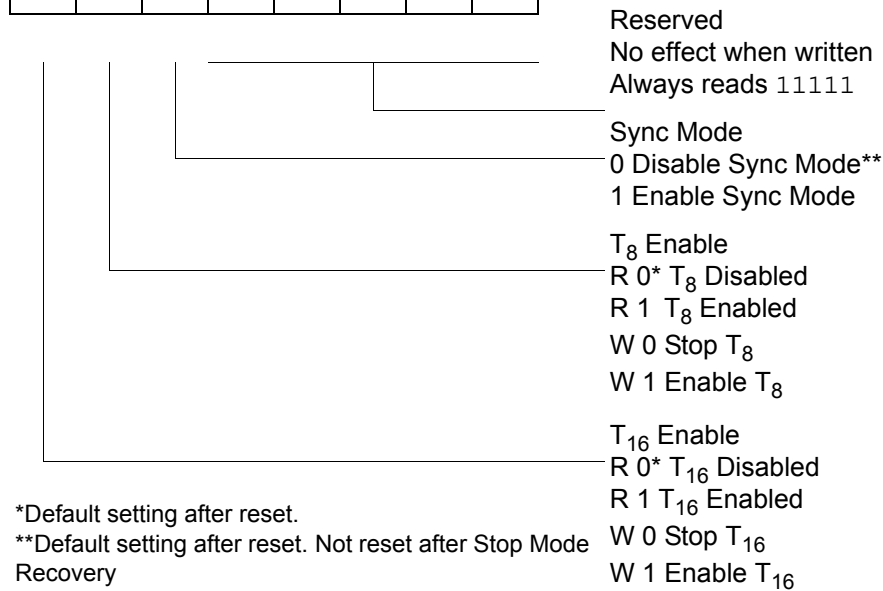 Reserved
No effect when written
Always reads 11111
Sync Mode
0 Disable Sync Mode**
1 Enable Sync Mode
T8 Enable
R 0* T8 Disabled
R 1 T8 Enabled
W 0 Stop T8
W 1 Enable T8
T16 Enable
R 0* T16 Disabled
R 1 T16 Enabled
W 0 Stop T16
W 1 Enable T16
*Default setting after reset.
**Default setting after reset. Not reset after Stop Mode
Recovery